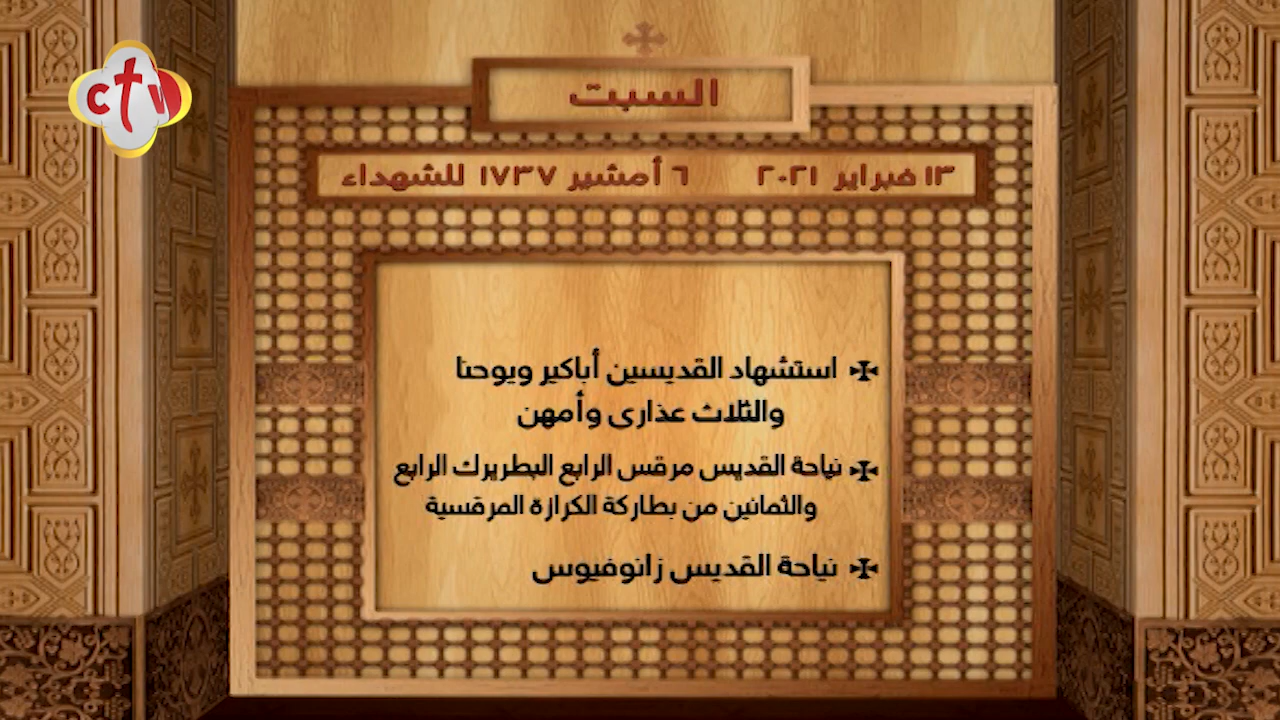 ctv
السبت
١٣ فبراير ٢٠٢١ ٦ أمشير ١٧٣٧ للشهداء
استشهاد القديسين أباكير ويوحنا
والثلاث عذارى وأمهن
نياحة القديس مرقس الرابع البطريرك الرابع
والثمانين من بطاركة الكرازة المرقسية
نياحة القديس زانوفيوس